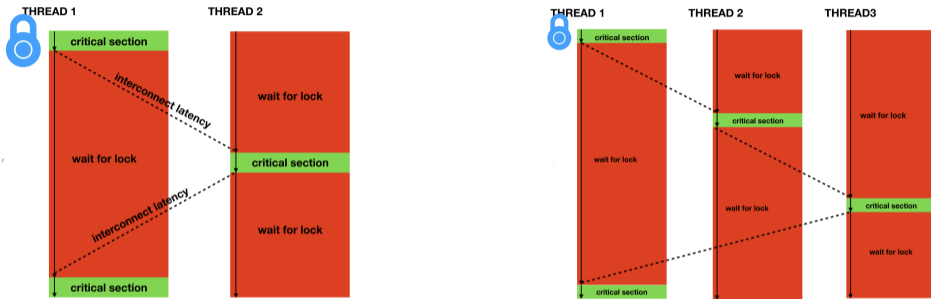 THREAD 1
THREAD 2
critical section
interconnect latency
wait for lock
wait for lock
critical section
interconnect latency
wait for lock
critical section
THREAD 1
THREAD 2
THREAD3
critical section
wait for lock
wait for lock
critical section
wait for lock
wait for lock
critical section
wait for lock
critical section